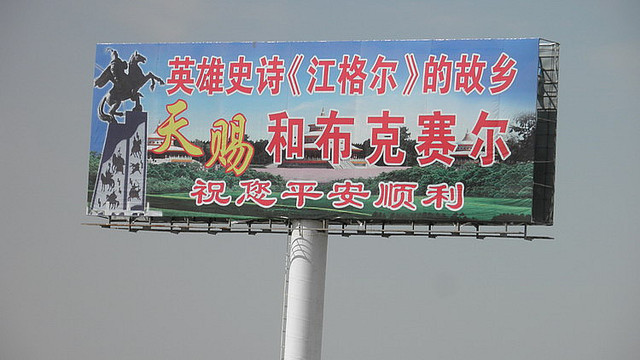 英雄史诗《江格尔》的故乡
天赐 和布克赛尔
祝您平安顺利